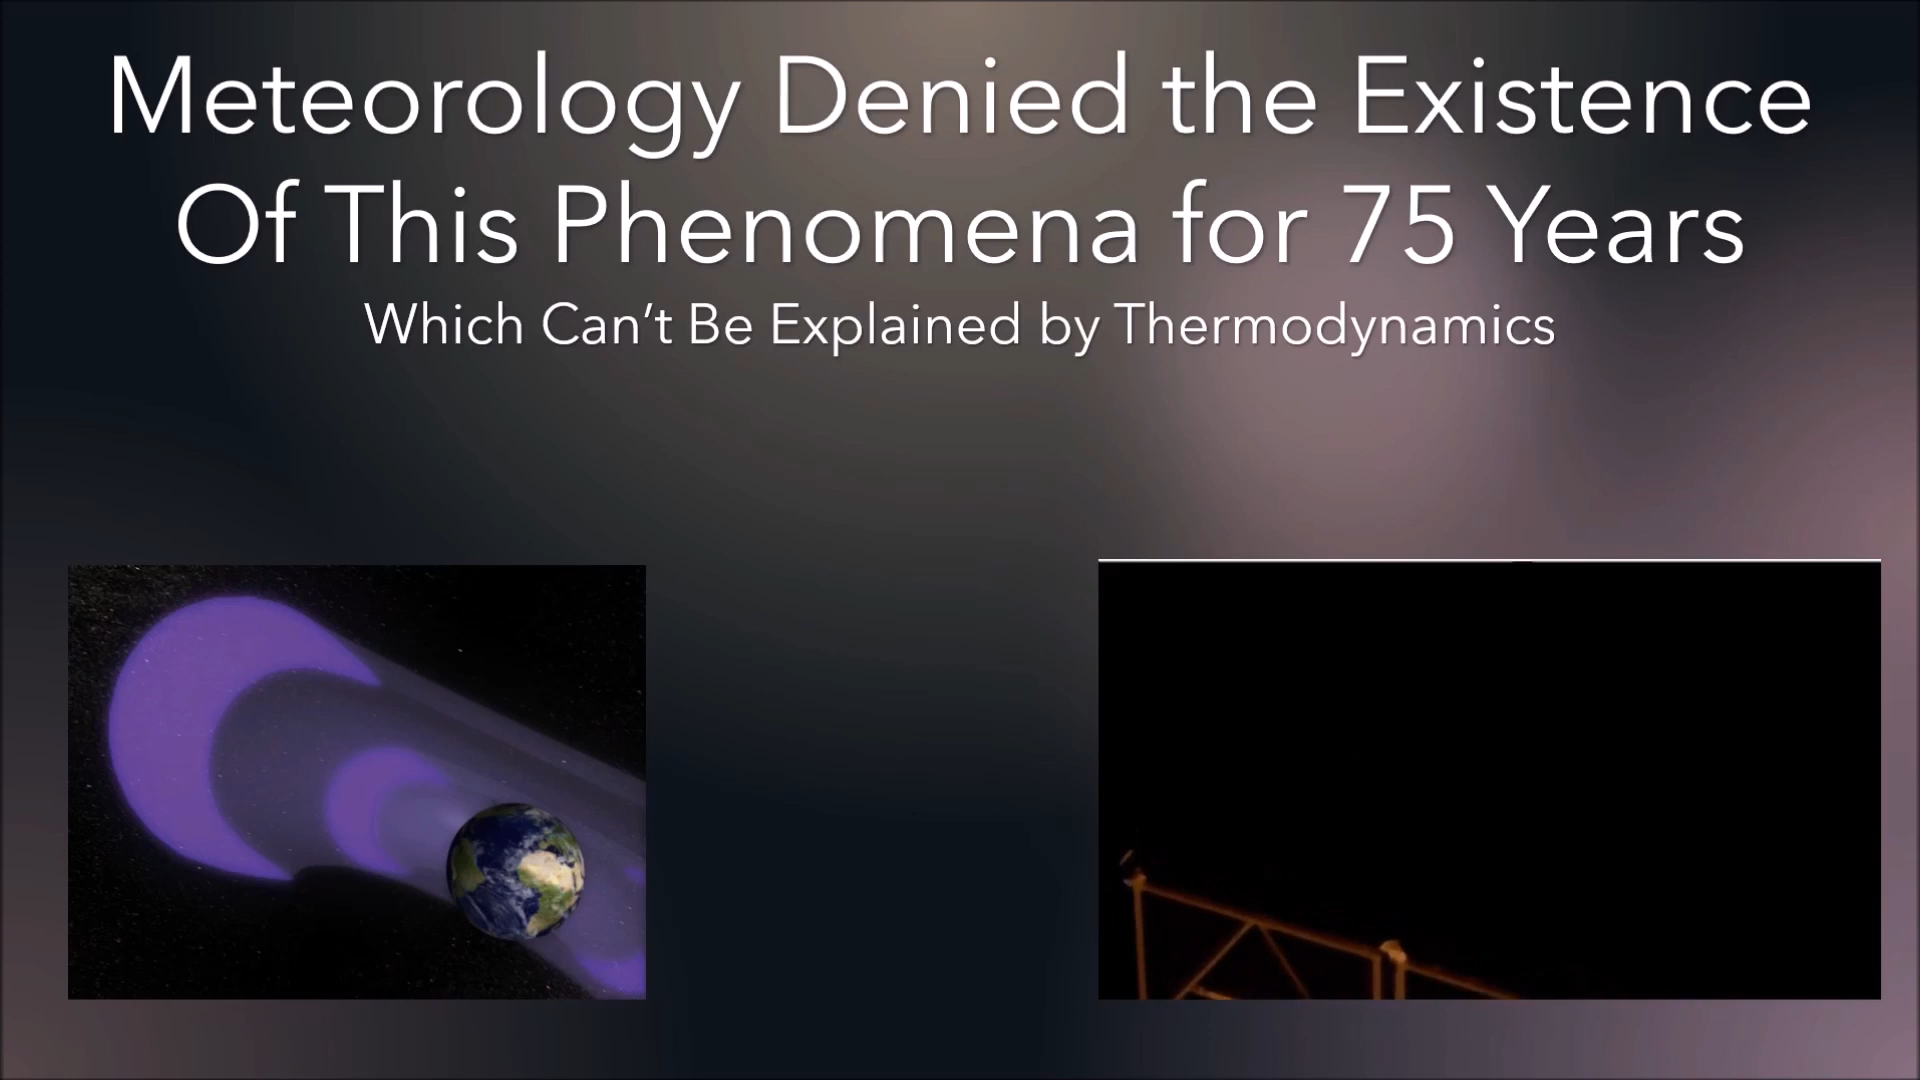 Meteorology Denied the Existence
Of This Phenomena for 75 Years
Which Can’t Be Explained by Thermodynamics